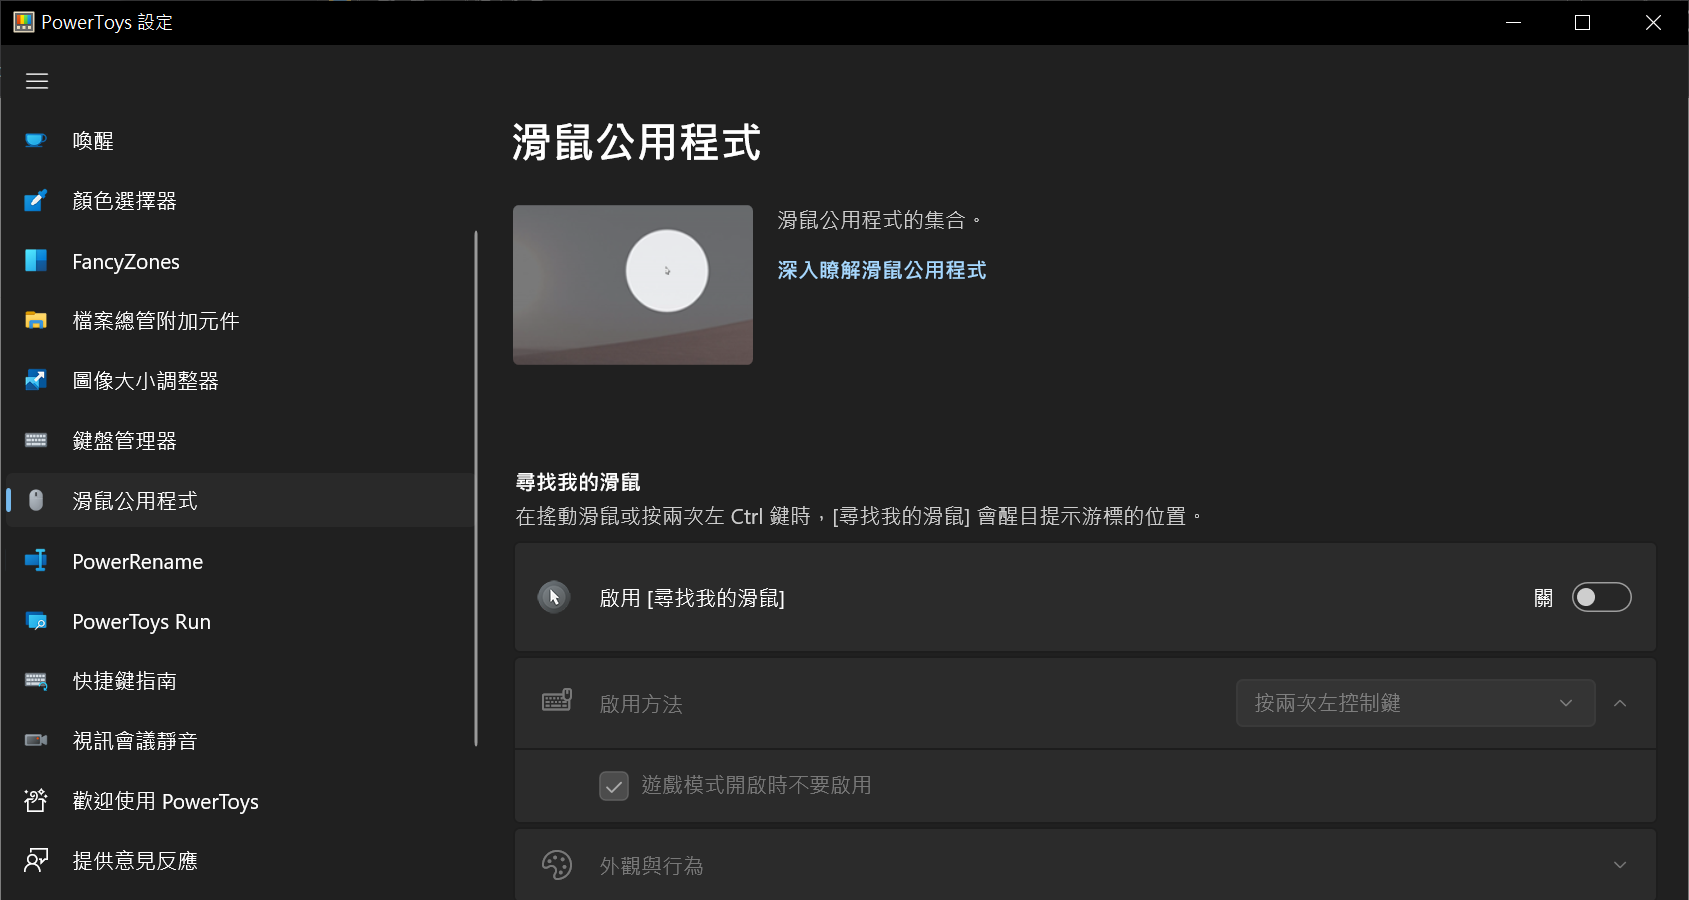 PowerToys 設定
喚醒
顏色選擇器
FancyZones
檔案總管附加元件
圖像大小調整器
鍵盤管理器
滑鼠公用程式
PowerRename
PowerToys Run
快捷鍵指南
視訊會議靜音
歡迎使用 PowerToys
提供意見反應
滑鼠公用程式
滑鼠公用程式的集合。
深入瞭解滑鼠公用程式
尋找我的滑鼠
在搖動滑鼠或按兩次左 Ctrl 鍵時，[尋找我的滑鼠] 會醒目提示游標的位置。
啟用 [尋找我的滑鼠]
關
啟用方法
按兩次左控制鍵
遊戲模式開啟時不要啟用
外觀與行為